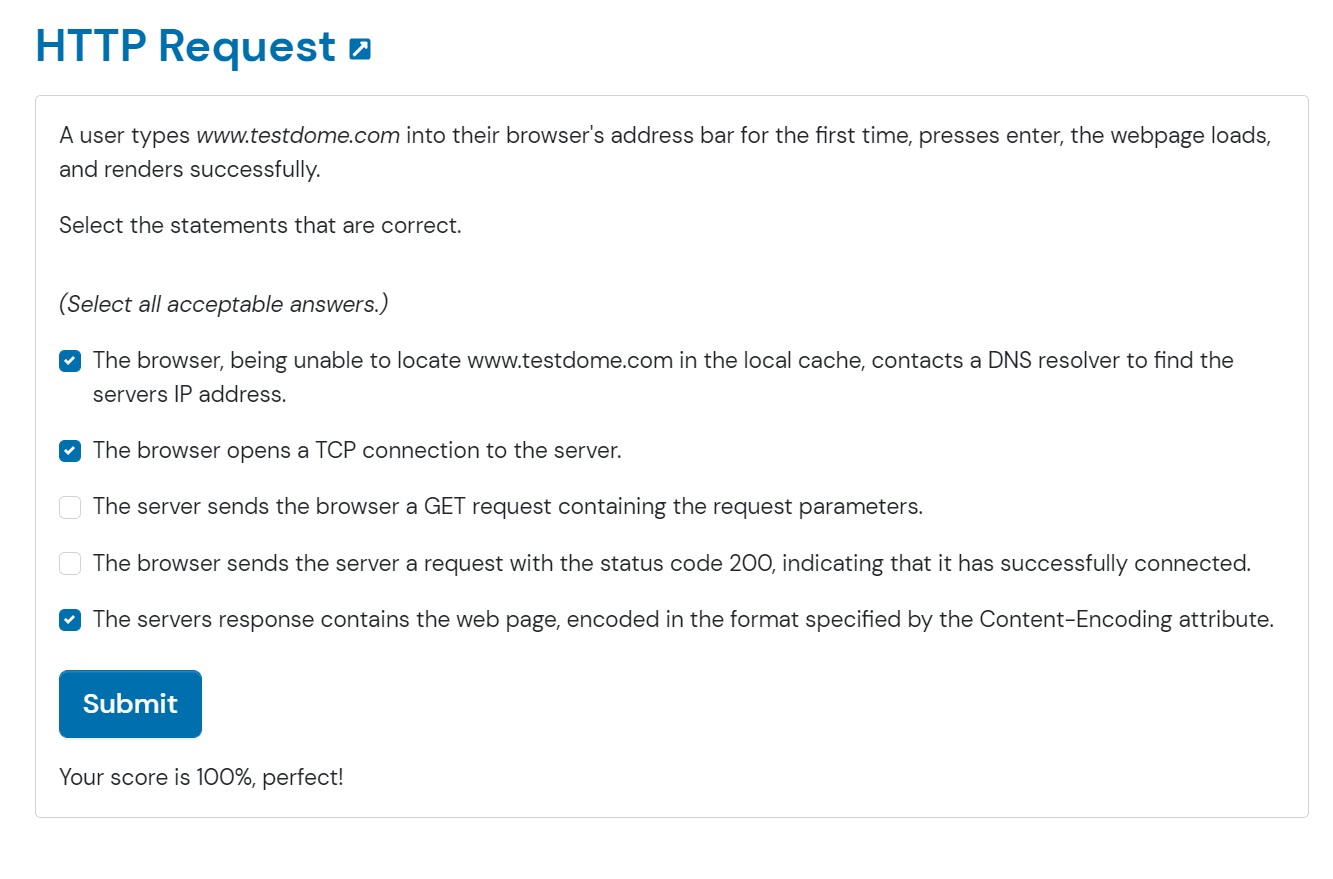 HTTP Request
A user types www.testdome.com into their browser's address bar for the first time, presses enter, the webpage loads,
and renders successfully.
Select the statements that are correct.
(Select all acceptable answers.)
The browser, being unable to locate www.testdome.com in the local cache, contacts a DNS resolver to find the
servers IP address.
The browser opens a TCP connection to the server.
The server sends the browser a GET request containing the request parameters.
The browser sends the server a request with the status code 200, indicating that it has successfully connected.
The servers response contains the web page, encoded in the format specified by the Content-Encoding attribute.
Submit
Your score is 100%, perfect!